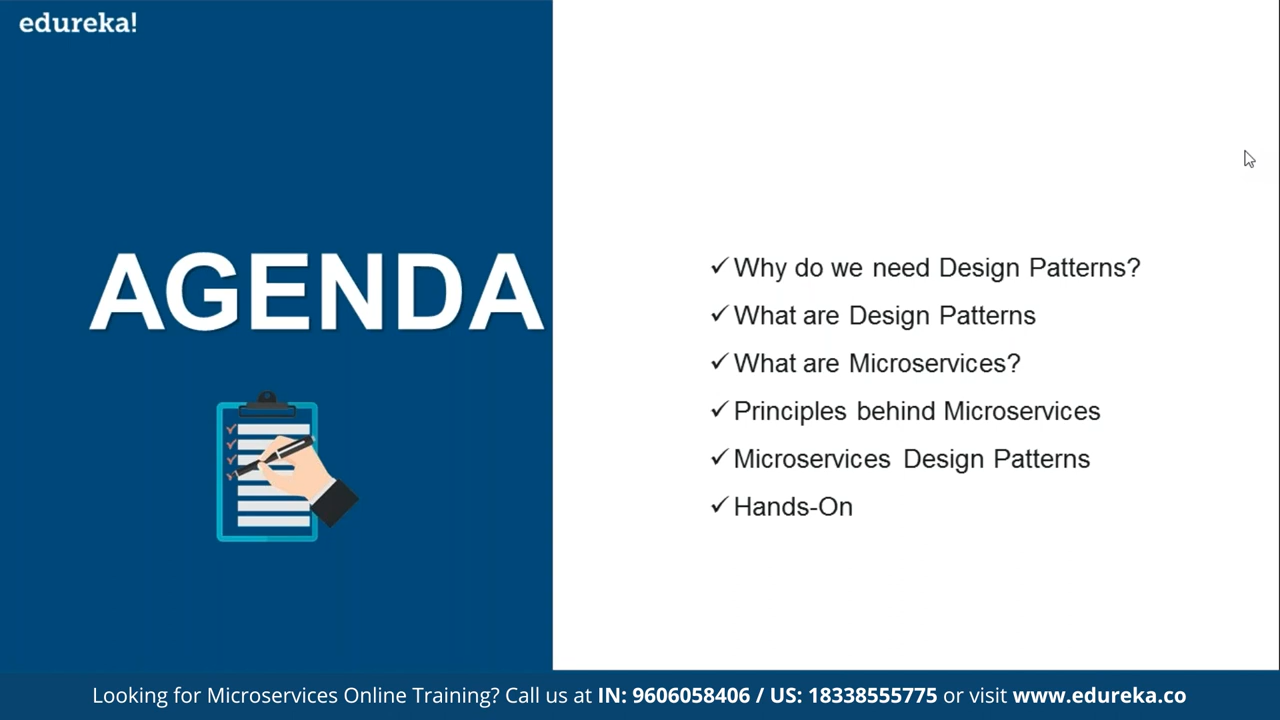 edureka!
AGENDA
✓ Why do we need Design Patterns?
✓ What are Design Patterns
✓ What are Microservices?
✓ Principles behind Microservices
✓ Microservices Design Patterns
✓ Hands-On
Looking for Microservices Online Training? Call us at IN: 9606058406 / US: 18338555775 or visit www.edureka.co